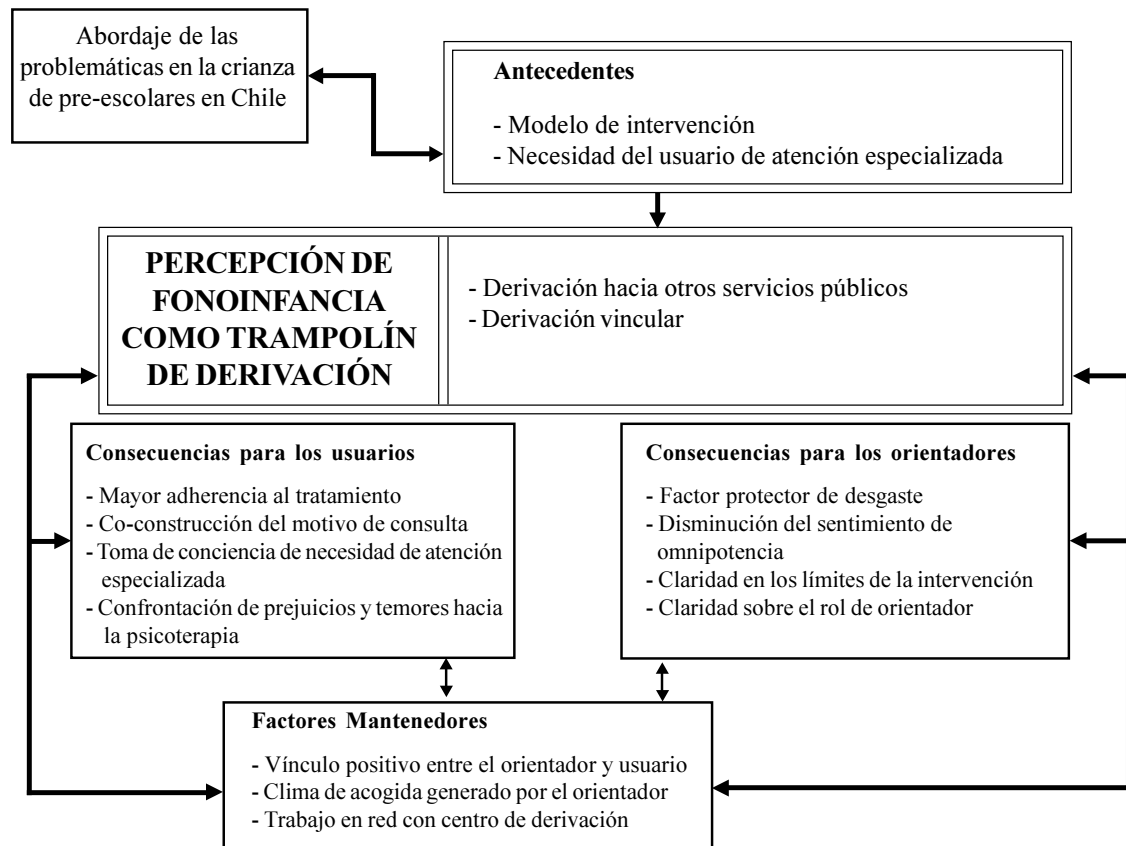 Abordaje de las
problemáticas en la crianza
de pre-escolares en Chile
Antecedentes
- Modelo de intervención
- Necesidad del usuario de atención especializada
PERCEPCIÓN DE
FONOINFANCIA
COMO TRAMPOLÍN
DE DERIVACIÓN
- Derivación hacia otros servicios públicos
- Derivación vincular
Consecuencias para los usuarios
- Mayor adherencia al tratamiento
- Co-construcción del motivo de consulta
- Toma de conciencia de necesidad de atención
especializada
- Confrontación de prejuicios y temores hacia
la psicoterapia
Consecuencias para los orientadores
- Factor protector de desgaste
- Disminución del sentimiento de
omnipotencia
- Claridad en los límites de la intervención
- Claridad sobre el rol de orientador
Factores Mantenedores
- Vínculo positivo entre el orientador y usuario
- Clima de acogida generado por el orientador
- Trabajo en red con centro de derivación